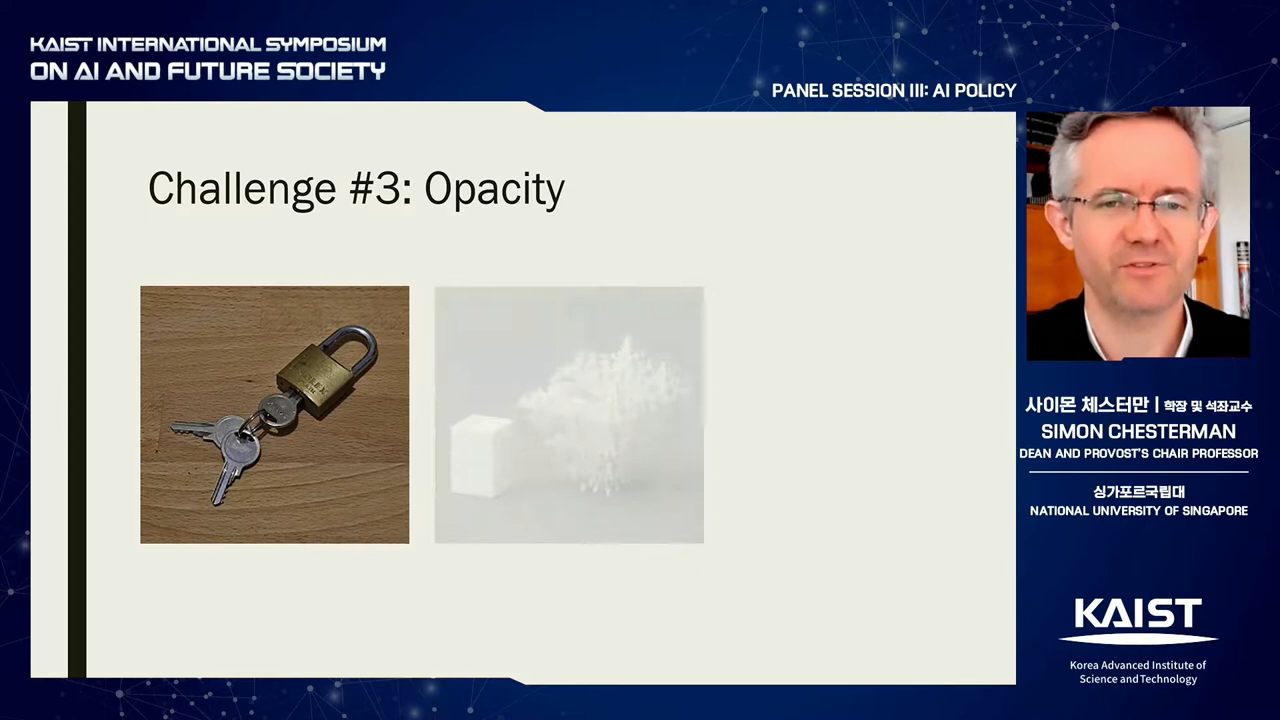 KAIST INTERNATIONAL SYMPOSIUM
ON AI AND FUTURE SOCIETY
PANEL SESSION III: AI POLICY
Challenge #3: Opacity
사이몬 체스터만 | 학장 및 석좌교수
SIMON CHESTERMAN
DEAN AND PROVOST'S CHAIR PROFESSOR
싱가포르국립대
NATIONAL UNIVERSITY OF SINGAPORE
KAIST
Korea Advanced Institute of
Science and Technology